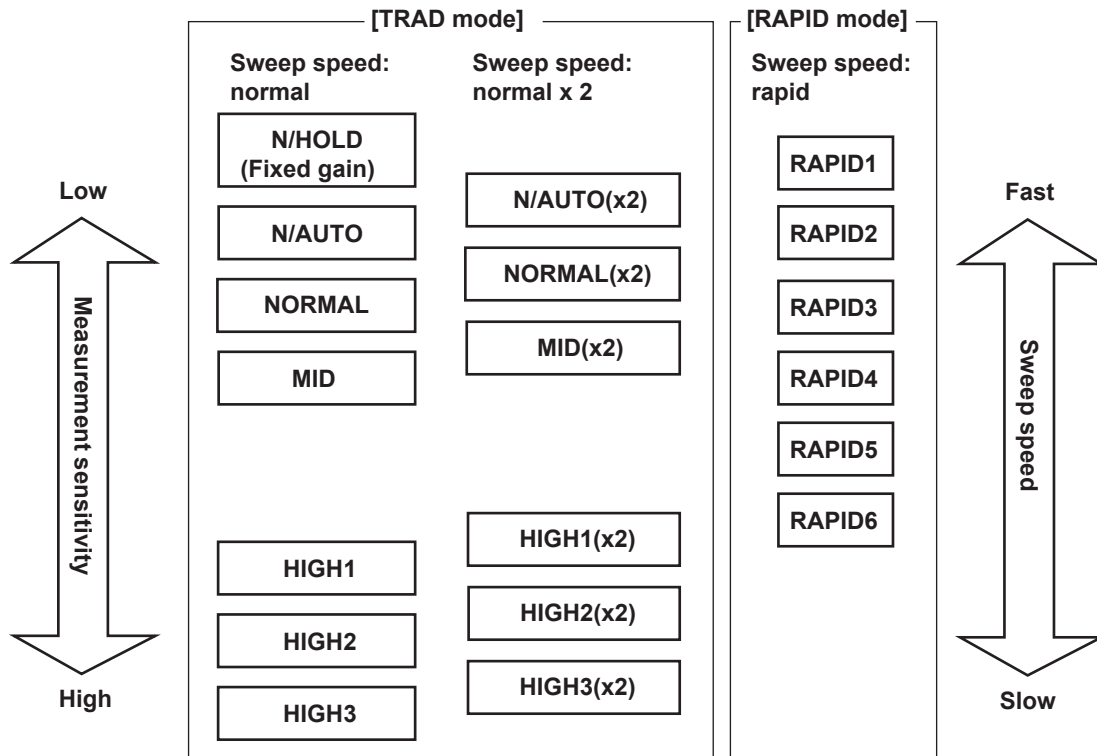 [TRAD mode]
[RAPID mode]
Sweep speed:
normal
Sweep speed:
normal x 2
Sweep speed:
rapid
Low
Measurement sensitivity
High
N/HOLD
(Fixed gain)
N/AUTO
NORMAL
MID
HIGH1
HIGH2
HIGH3
N/AUTO(x2)
NORMAL(x2)
MID(x2)
HIGH1(x2)
HIGH2(x2)
HIGH3(x2)
RAPID1
RAPID2
RAPID3
RAPID4
RAPID5
RAPID6
Fast
Sweep speed
Slow